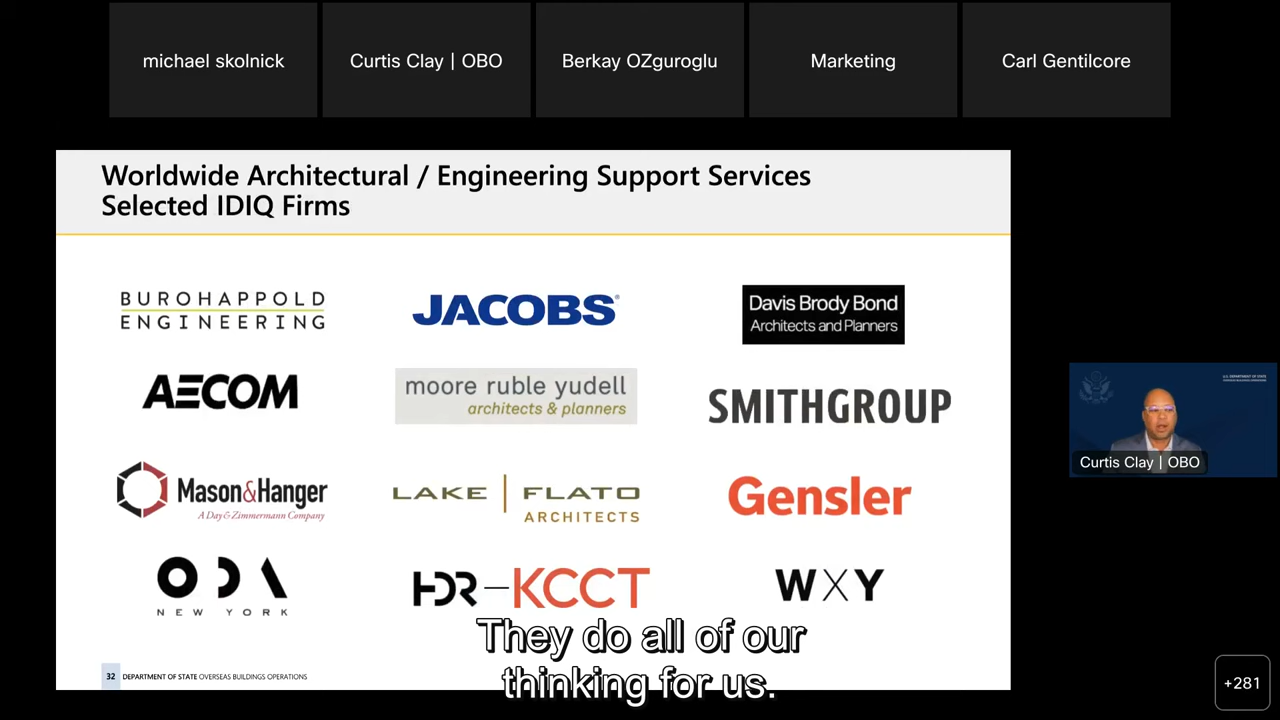 michael skolnick
Curtis Clay | OBO
Berkay OZguroglu
Marketing
Carl Gentilcore
Worldwide Architectural / Engineering Support Services
Selected IDIQ Firms
BUROHAPPOLD
ENGINEERING
JACOBS®
Davis Brody Bond
Architects and Planners
AECOM
moore ruble yudell
architects & planners
SMITHGROUP
Mason&Hanger
A Day & Zimmermann Company
LAKE | FLATO
ARCHITECTS
Gensler
ODA
NEW YORK
HDR—KCCT
WXY
U.S. DEPARTMENT OF STATE
Curtis Clay | OBO
They do all of our
thinking for us.
32 DEPARTMENT OF STATE OVERSEAS BUILDINGS OPERATIONS
+281